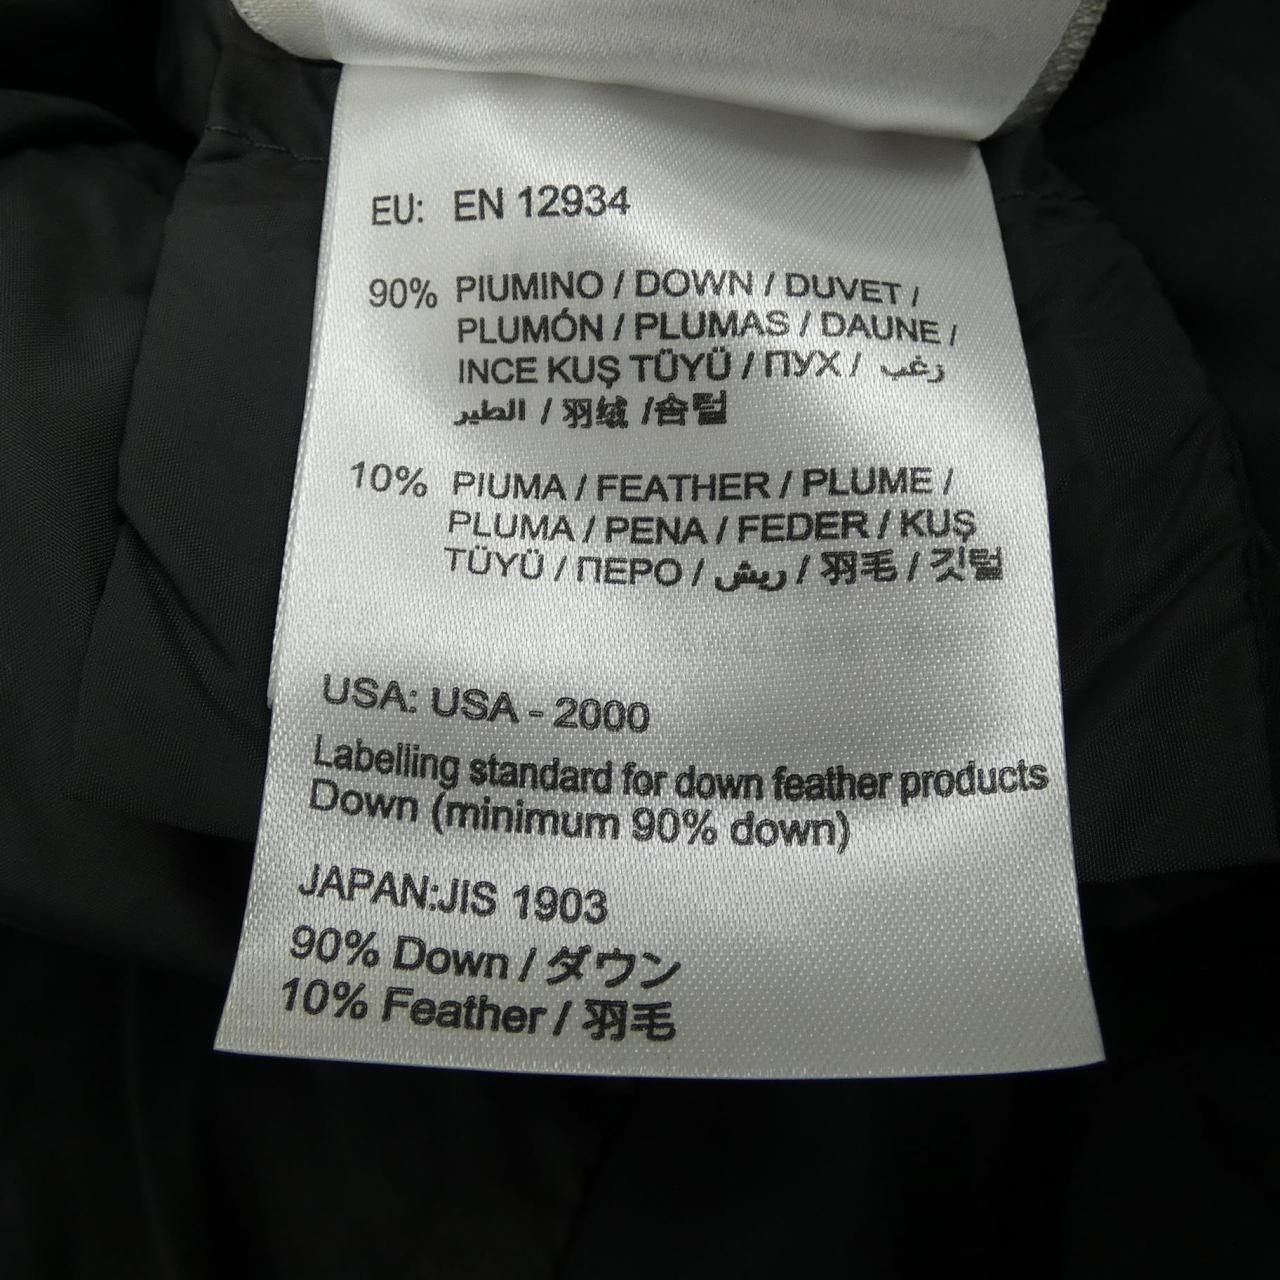 EU: EN 12934
90% PIUMINO / DOWN / DUVET /
PLUMÓN / PLUMAS / DAUNE /
INCE KUŞ TÜYÜ / ПУХ / زغب
الطير / 羽绒 /솜털
10% PIUMA / FEATHER / PLUME /
PLUMA / PENA / FEDER / KUŞ
TÜYÜ / ПЕРО / ريش / 羽毛 / 깃털
USA: USA - 2000
Labelling standard for down feather products
Down (minimum 90% down)
JAPAN:JIS 1903
90% Down / ダウン
10% Feather / 羽毛